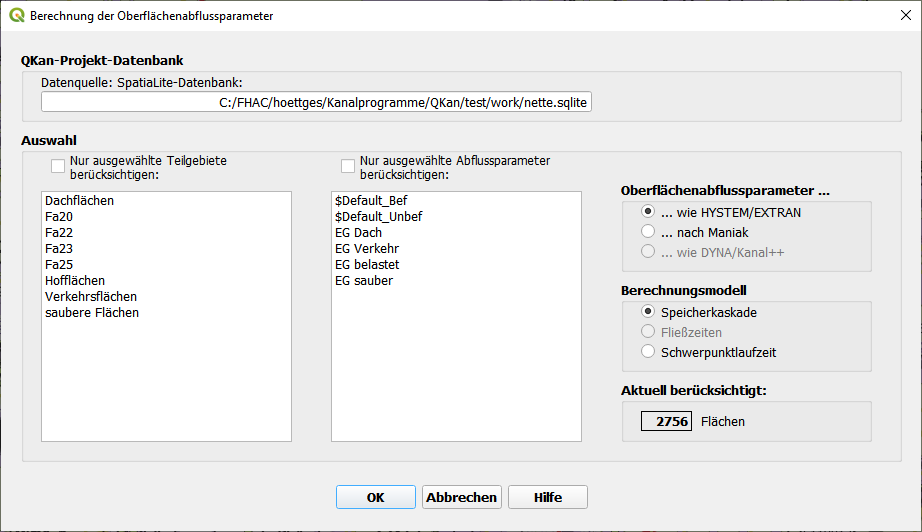 Berechnung der Oberflächenabflussparameter
QKan-Projekt-Datenbank
Datenquelle: SpatiaLite-Datenbank:
C:/FHAC/hoettges/Kanalprogramme/QKan/test/work/nette.sqlite
Auswahl
Nur ausgewählte Teilgebiete
berücksichtigen:
Dachflächen
Fa20
Fa22
Fa23
Fa25
Hofflächen
Verkehrsflächen
saubere Flächen
Nur ausgewählte Abflussparameter
berücksichtigen:
$Default_Bef
$Default_Unbef
EG Dach
EG Verkehr
EG belastet
EG sauber
Oberflächenabflussparameter ...
... wie HYSTEM/EXTRAN
... nach Maniak
... wie DYNA/Kanal++
Berechnungsmodell
Speicherkaskade
Fließzeiten
Schwerpunktlaufzeit
Aktuell berücksichtigt:
2756 Flächen
OK Abbrechen Hilfe